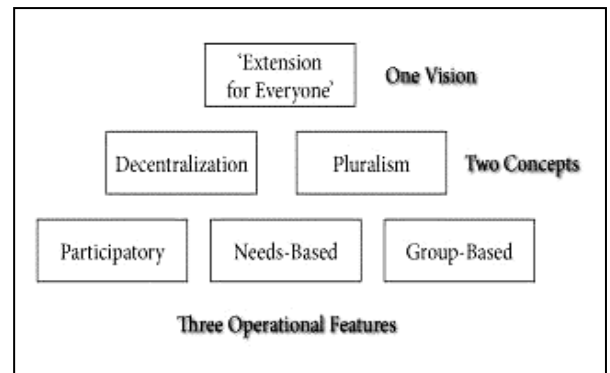 'Extension
for Everyone'
One Vision
Decentralization
Pluralism
Two Concepts
Participatory
Needs-Based
Group-Based
Three Operational Features